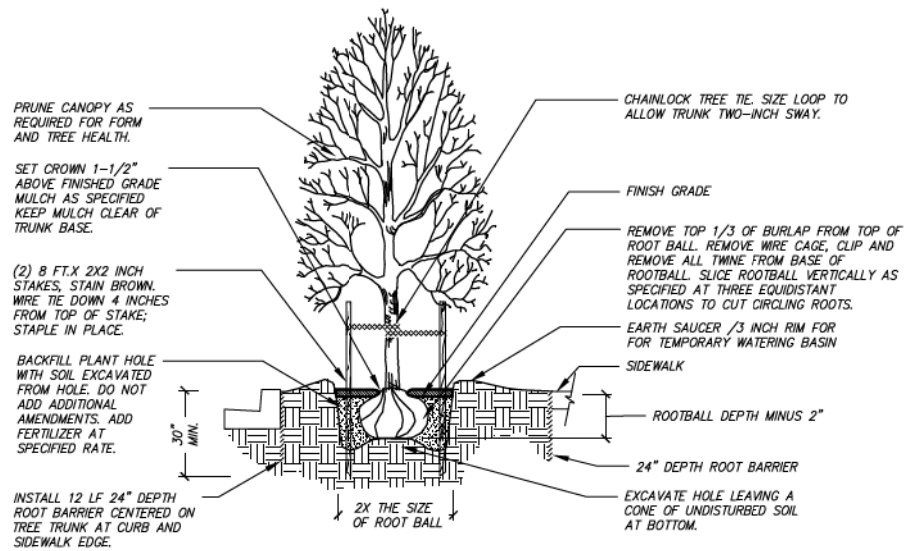 PRUNE CANOPY AS
REQUIRED FOR FORM
AND TREE HEALTH.
SET CROWN 1-1/2"
ABOVE FINISHED GRADE
MULCH AS SPECIFIED
KEEP MULCH CLEAR OF
TRUNK BASE.
(2) 8 FT.X 2X2 INCH
STAKES, STAIN BROWN.
WIRE TIE DOWN 4 INCHES
FROM TOP OF STAKE;
STAPLE IN PLACE.
BACKFILL PLANT HOLE
WITH SOIL EXCAVATED
FROM HOLE. DO NOT
ADD ADDITIONAL
AMENDMENTS. ADD
FERTILIZER AT
SPECIFIED RATE.
30"
MIN.
INSTALL 12 LF 24" DEPTH
ROOT BARRIER CENTERED ON
TREE TRUNK AT CURB AND
SIDEWALK EDGE.
2X THE SIZE
OF ROOT BALL
CHAINLOCK TREE TIE. SIZE LOOP TO
ALLOW TRUNK TWO-INCH SWAY.
FINISH GRADE
REMOVE TOP 1/3 OF BURLAP FROM TOP OF
ROOT BALL. REMOVE WIRE CAGE, CLIP AND
REMOVE ALL TWINE FROM BASE OF
ROOTBALL. SLICE ROOTBALL VERTICALLY AS
SPECIFIED AT THREE EQUIDISTANT
LOCATIONS TO CUT CIRCLING ROOTS.
EARTH SAUCER /3 INCH RIM FOR
FOR TEMPORARY WATERING BASIN
SIDEWALK
ROOTBALL DEPTH MINUS 2"
24" DEPTH ROOT BARRIER
EXCAVATE HOLE LEAVING A
CONE OF UNDISTURBED SOIL
AT BOTTOM.